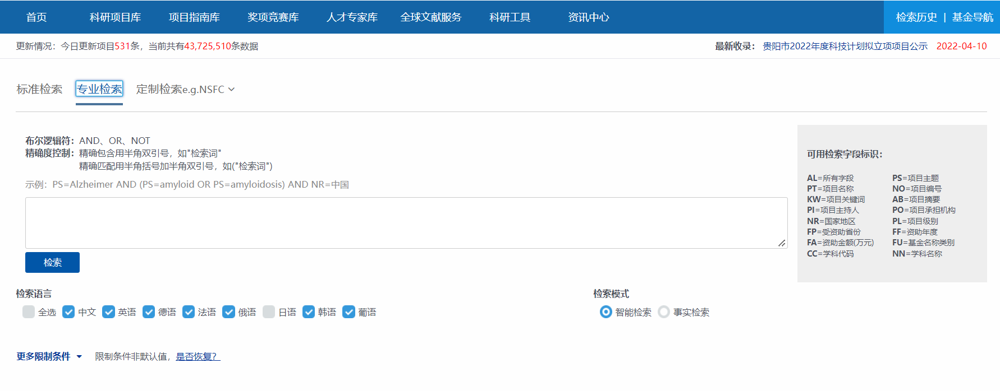 首页 科研项目库 项目指南库 奖项竞赛库 人才专家库 全球文献服务 科研工具 资讯中心 检索历史 | 基金导航
更新情况：今日更新项目531条，当前共有43,725,510条数据 最新收录： 贵阳市2022年度科技计划拟立项项目公示 2022-04-10
标准检索 专业检索 定制检索e.g.NSFC
布尔逻辑符：AND、OR、NOT
精确度控制：精确包含用半角双引号，如"检索词"
精确匹配用半角括号加半角双引号，如("检索词")
示例：PS=Alzheimer AND (PS=amyloid OR PS=amyloidosis) AND NR=中国
检索
可用检索字段标识：
AL=所有字段 PS=项目主题
PT=项目名称 NO=项目编号
KW=项目关键词 AB=项目摘要
PI=项目主持人 PO=项目承担机构
NR=国家地区 PL=项目级别
FP=受资助省份 FF=资助年度
FA=资助金额(万元) FU=基金名称类别
CC=学科代码 NN=学科名称
检索语言 检索模式
全选 中文 英语 德语 法语 俄语 日语 韩语 葡语 智能检索 事实检索
更多限制条件 限制条件非默认值，是否恢复？